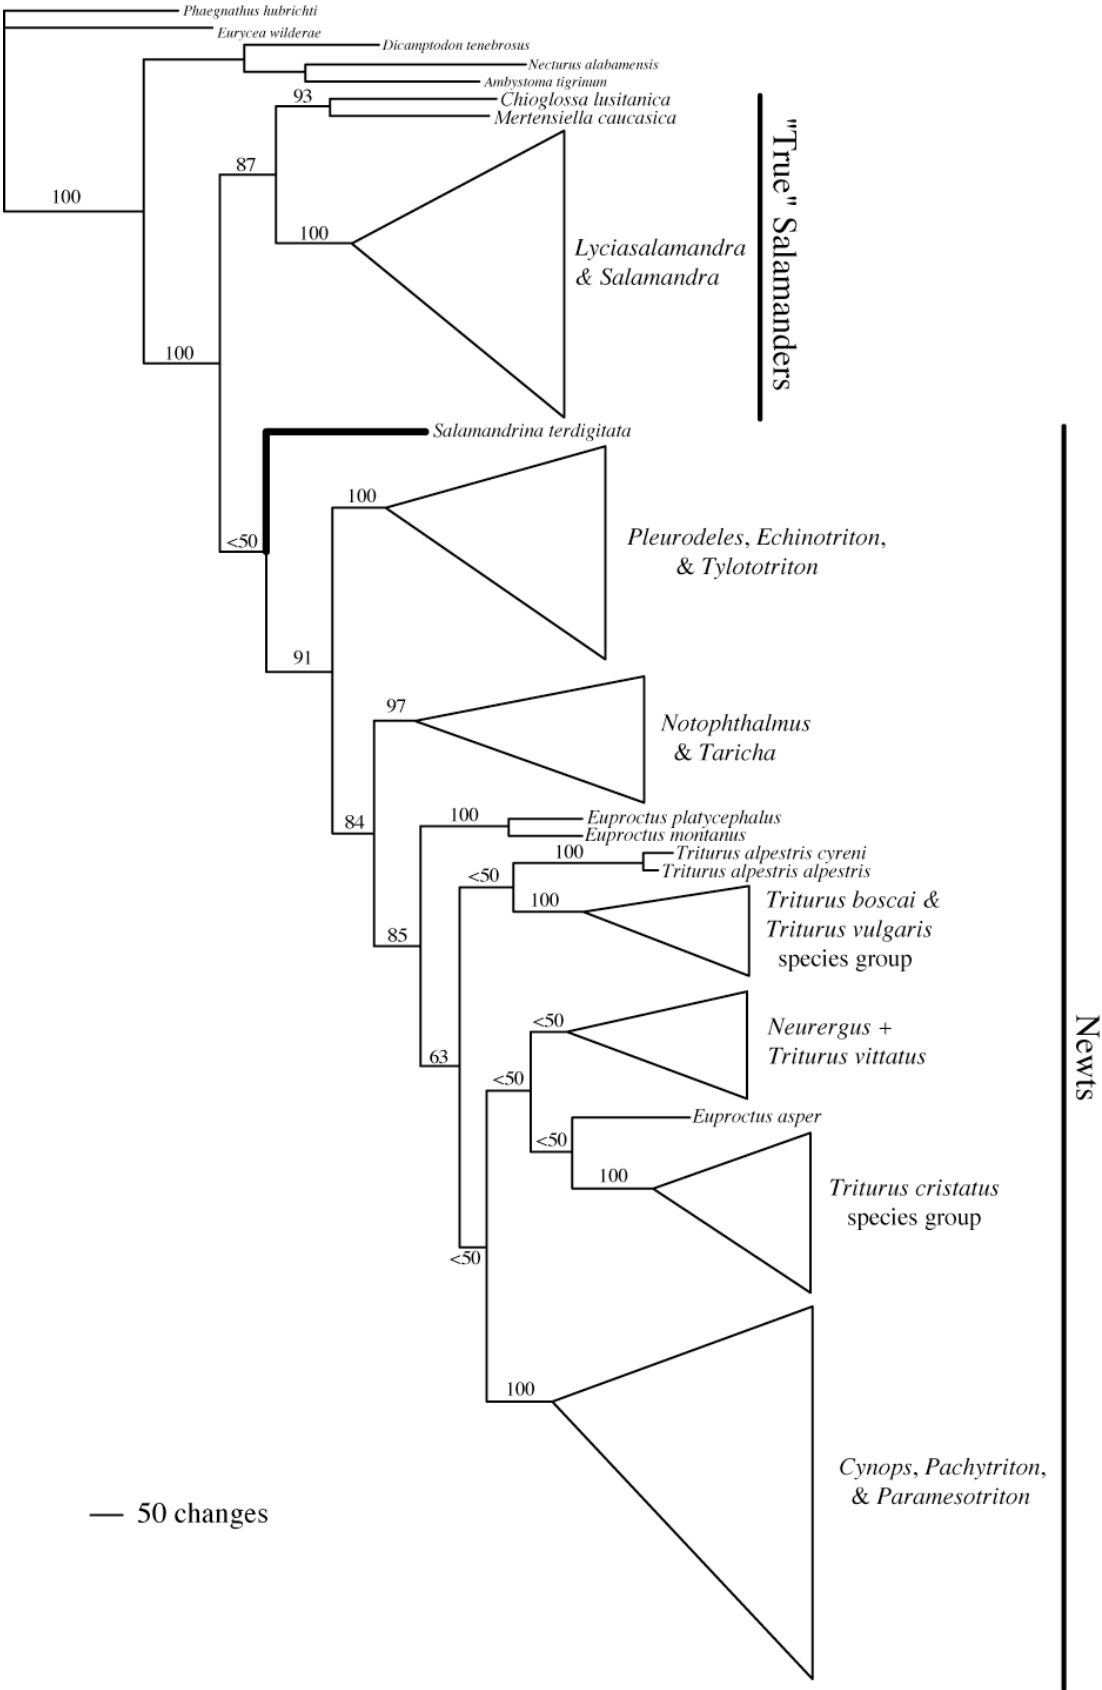 Phaegnathus hubrichti
Eurycea wilderae
Dicamptodon tenebrosus
Necturus alabamensis
Ambystoma tigrinum
93
Chioglossa lusitanica
Mertensiella caucasica
87
100
100
Lyciasalamandra
& Salamandra
"True" Salamanders
100
Salamandrina terdigitata
<50
100
Pleurodeles, Echinotriton,
& Tylototriton
91
97
Notophthalmus
& Taricha
84
100
Euproctus platycephalus
Euproctus montanus
100
Triturus alpestris cyreni
Triturus alpestris alpestris
<50
100
Triturus boscai &
Triturus vulgaris
species group
85
<50
Neurergus +
Triturus vittatus
Newts
63
<50
Euproctus asper
<50
100
Triturus cristatus
species group
<50
100
Cynops, Pachytriton,
& Paramesotriton
50 changes